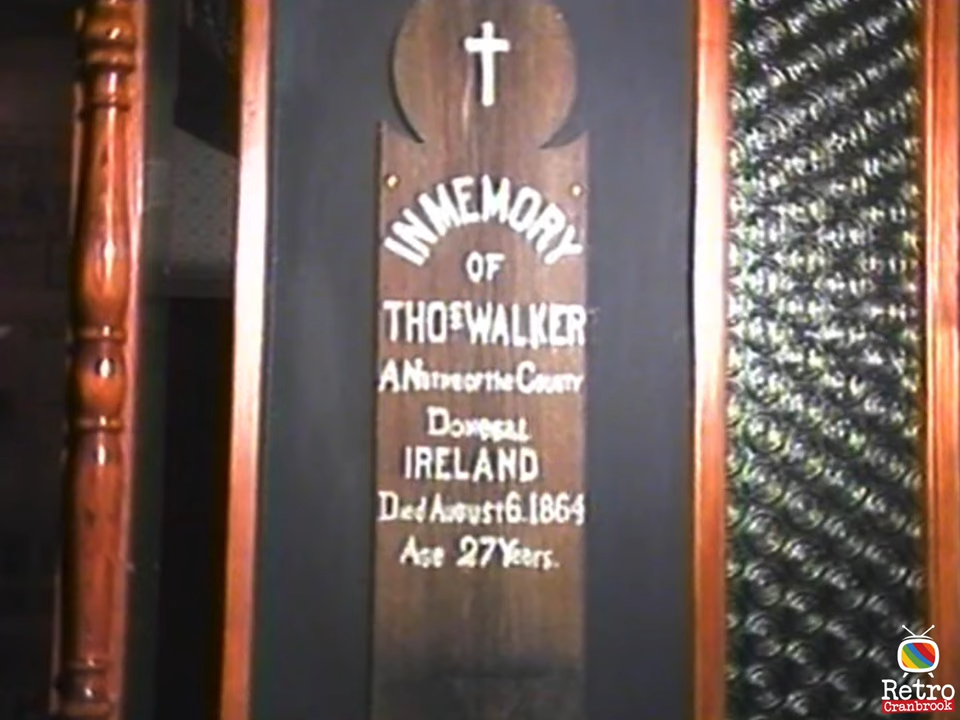 IN MEMORY
OF
THOS WALKER
A Native of the County
Donegal
IRELAND
Died August 6. 1864
Age 27 Years.
Retro
Cranbrook